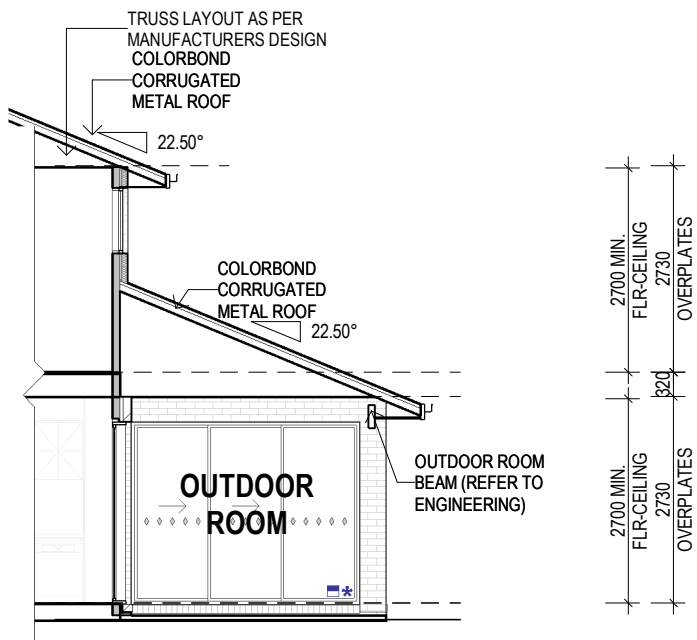 TRUSS LAYOUT AS PER
MANUFACTURERS DESIGN
COLORBOND
CORRUGATED
METAL ROOF
22.50°
COLORBOND
CORRUGATED
METAL ROOF
22.50°
OUTDOOR
ROOM
OUTDOOR ROOM
BEAM (REFER TO
ENGINEERING)
2700 MIN.
FLR-CEILING
2730
OVERPLATES
320
2700 MIN.
FLR-CEILING
2730
OVERPLATES